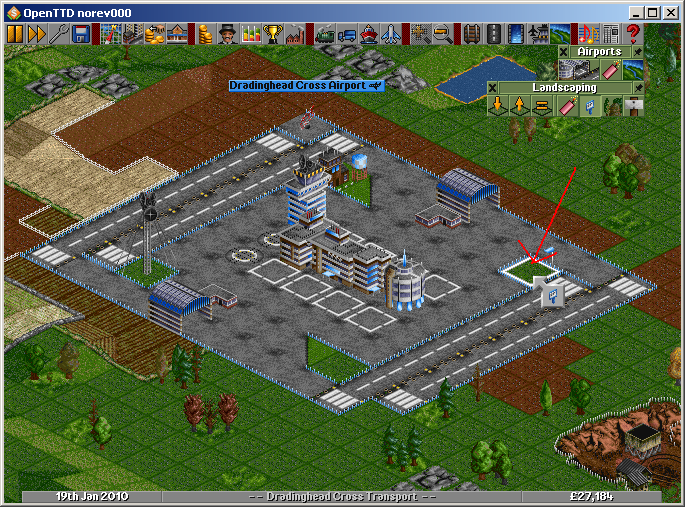 OpenTTD norev000
Airports
Landscaping
Dradinghead Cross Airport
19th Jan 2010
-- Dradinghead Cross Transport --
£27,184